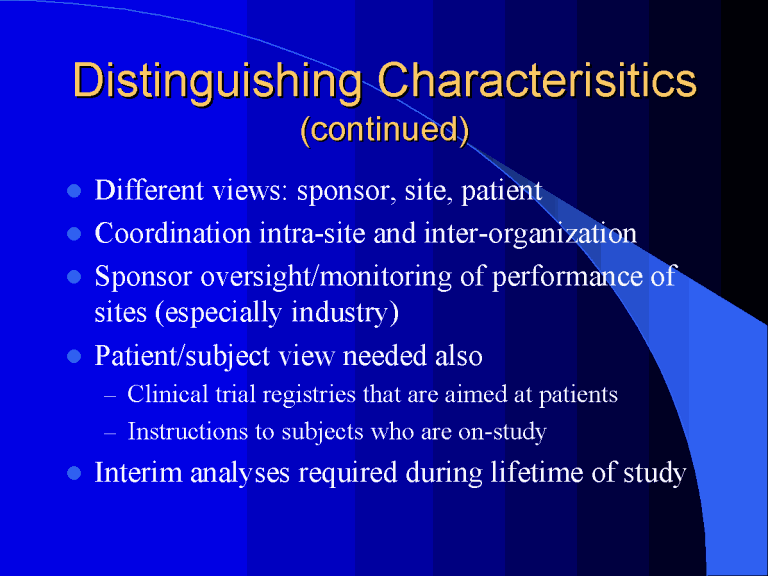 Distinguishing Characterisitics
(continued)
Different views: sponsor, site, patient
Coordination intra-site and inter-organization
Sponsor oversight/monitoring of performance of
sites (especially industry)
Patient/subject view needed also
– Clinical trial registries that are aimed at patients
– Instructions to subjects who are on-study
Interim analyses required during lifetime of study